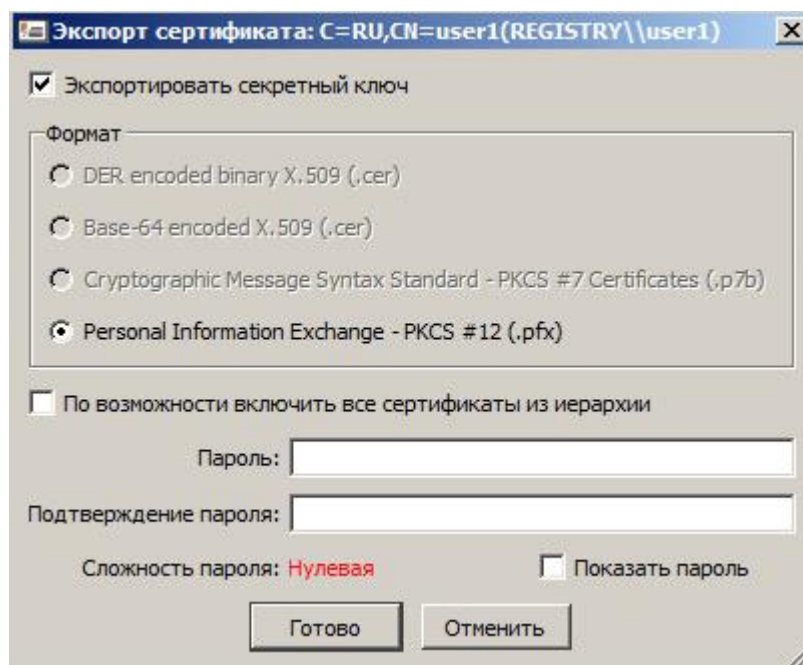 Экспорт сертификата: C=RU,CN=user1(REGISTRY\\user1)
Экспортировать секретный ключ
Формат
DER encoded binary X.509 (.cer)
Base-64 encoded X.509 (.cer)
Cryptographic Message Syntax Standard - PKCS #7 Certificates (.p7b)
Personal Information Exchange - PKCS #12 (.pfx)
По возможности включить все сертификаты из иерархии
Пароль:
Подтверждение пароля:
Сложность пароля: Нулевая Показать пароль
Готово Отменить